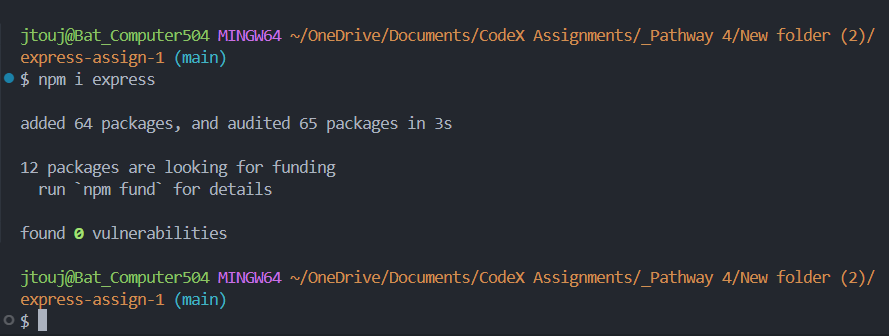 jtouj@Bat_Computer504 MINGW64 ~/OneDrive/Documents/CodeX Assignments/_Pathway 4/New folder (2)/
express-assign-1 (main)
$ npm i express
added 64 packages, and audited 65 packages in 3s
12 packages are looking for funding
  run `npm fund` for details
found 0 vulnerabilities
jtouj@Bat_Computer504 MINGW64 ~/OneDrive/Documents/CodeX Assignments/_Pathway 4/New folder (2)/
express-assign-1 (main)
$